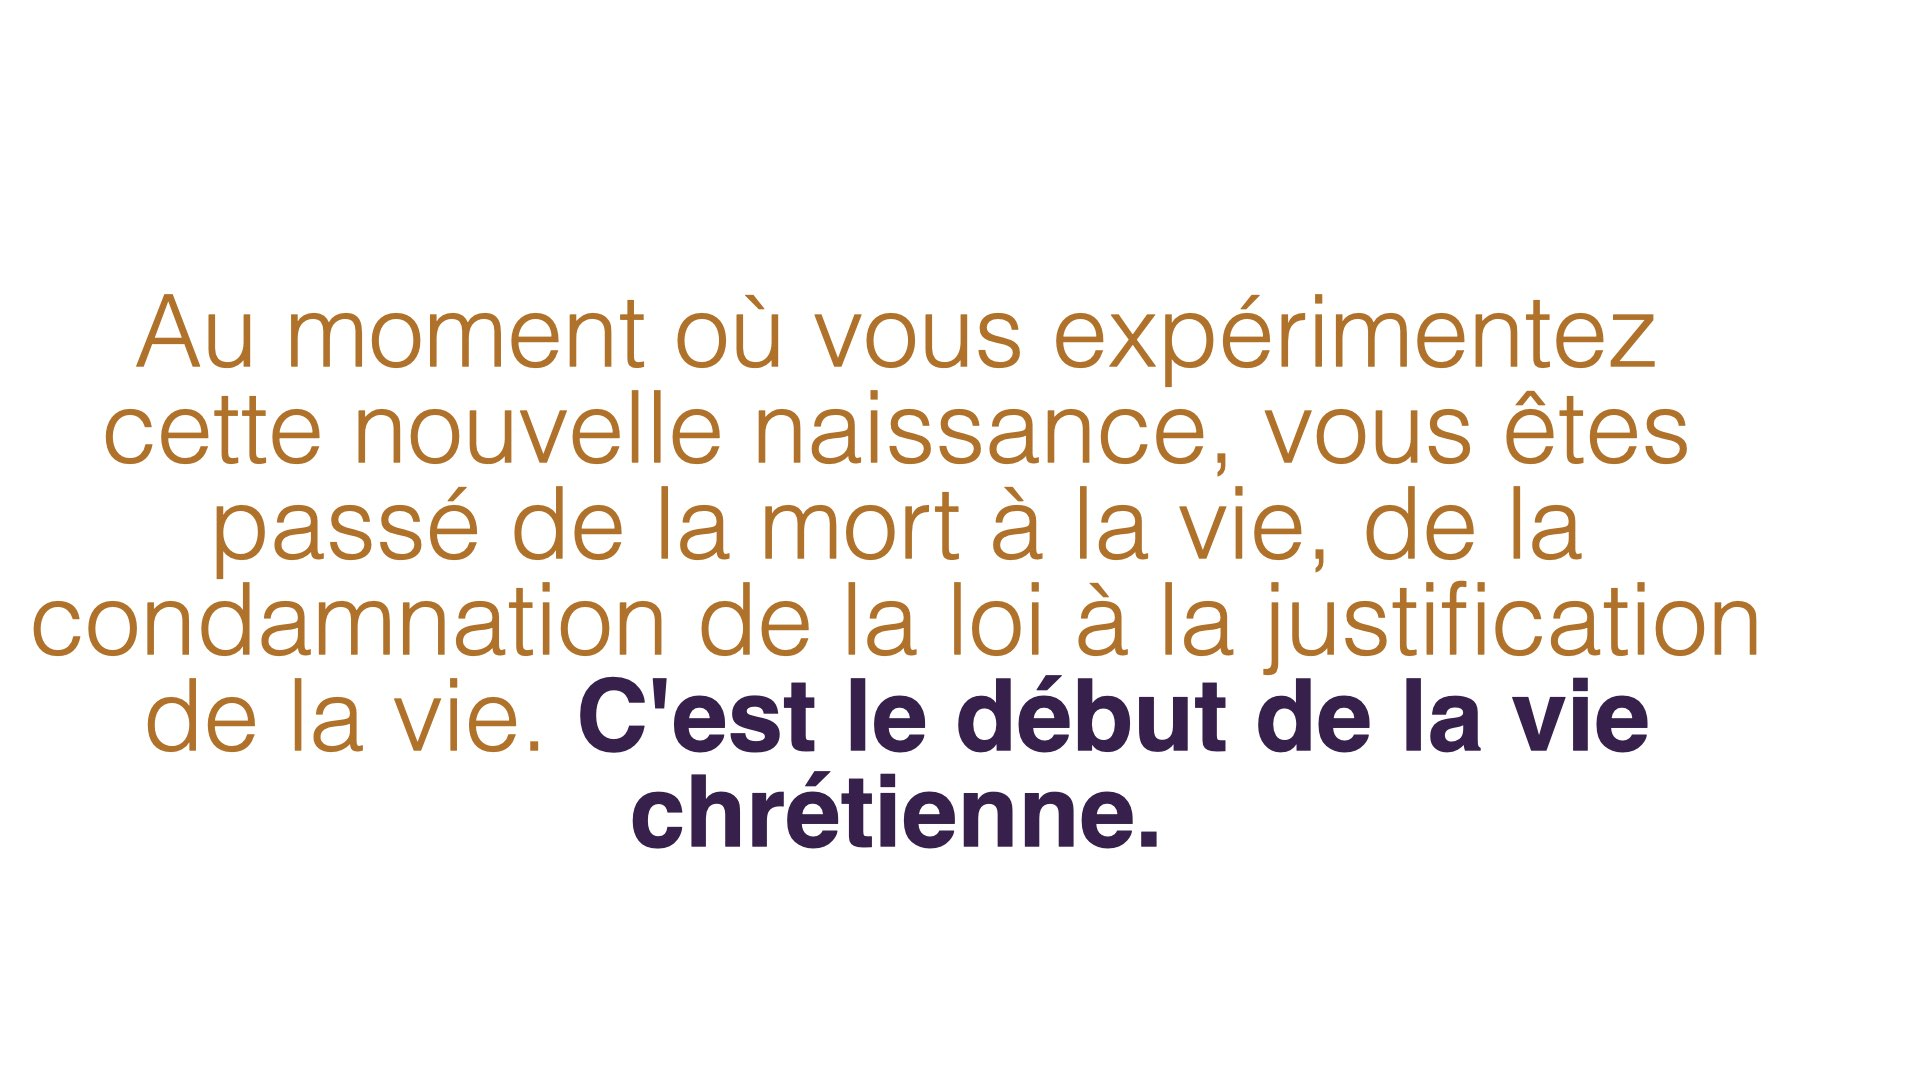 Au moment où vous expérimentez
cette nouvelle naissance, vous êtes
passé de la mort à la vie, de la
condamnation de la loi à la justification
de la vie. C'est le début de la vie
chrétienne.